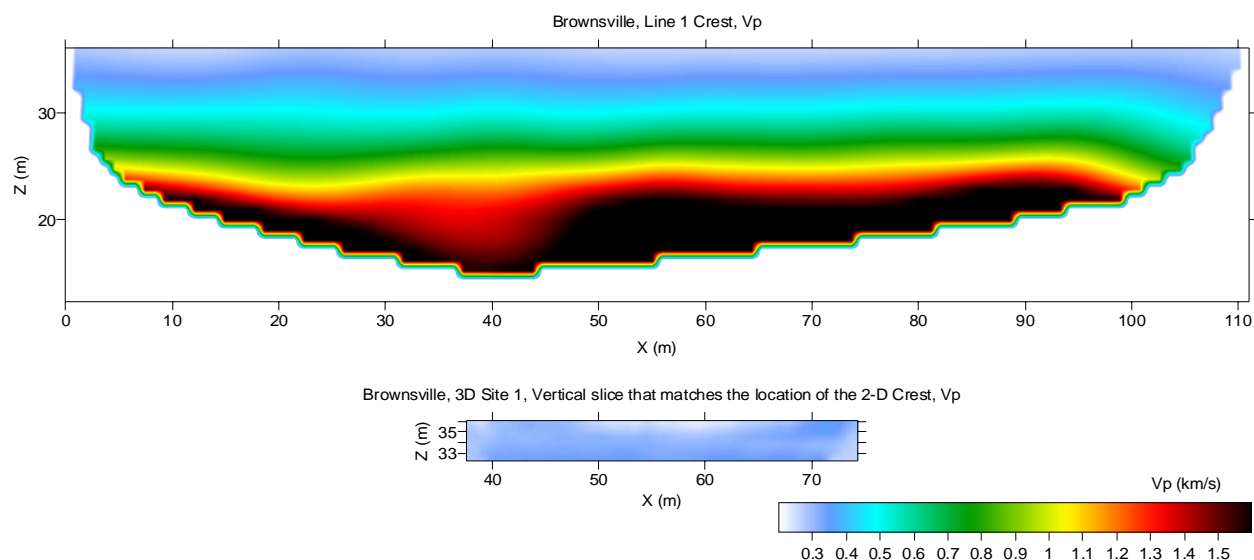 Brownsville, Line 1 Crest, Vp
30
20
Z (m)
0 10 20 30 40 50 60 70 80 90 100 110
X (m)
Brownsville, 3D Site 1, Vertical slice that matches the location of the 2-D Crest, Vp
35
33
Z (m)
40 50 60 70
X (m)
Vp (km/s)
0.3 0.4 0.5 0.6 0.7 0.8 0.9 1 1.1 1.2 1.3 1.4 1.5